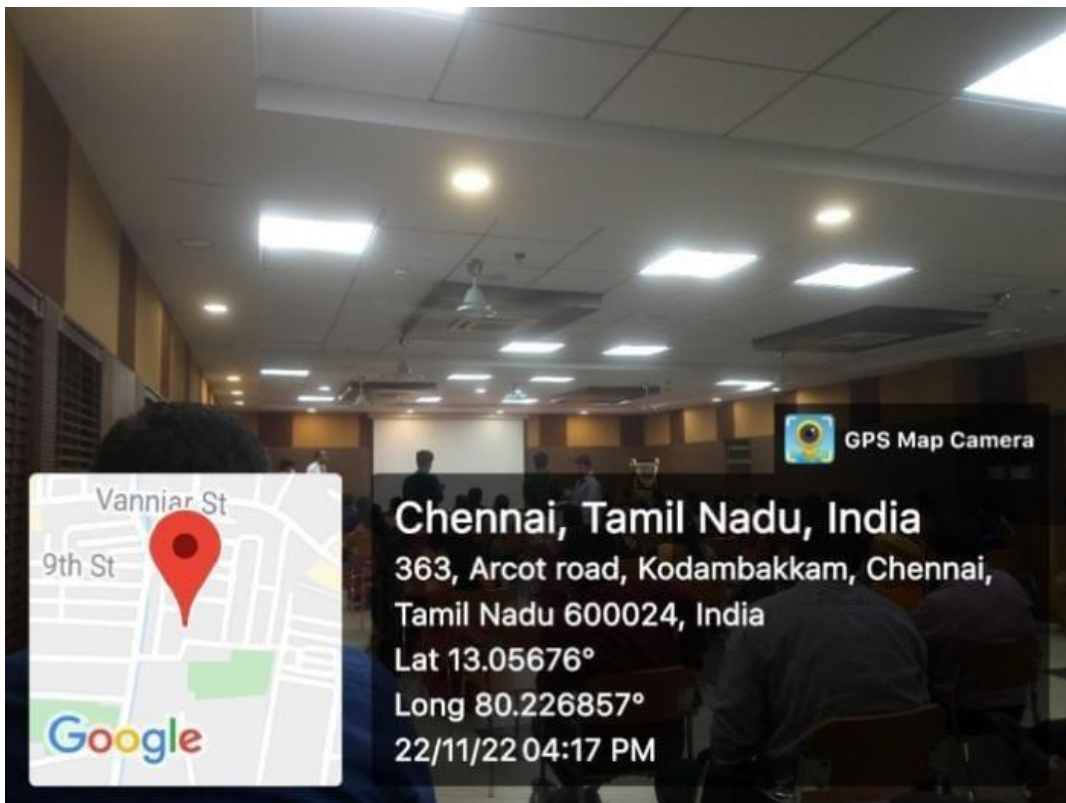 GPS Map Camera
Vanniar St
9th St
Google
Chennai, Tamil Nadu, India
363, Arcot road, Kodambakkam, Chennai,
Tamil Nadu 600024, India
Lat 13.05676°
Long 80.226857°
22/11/22 04:17 PM